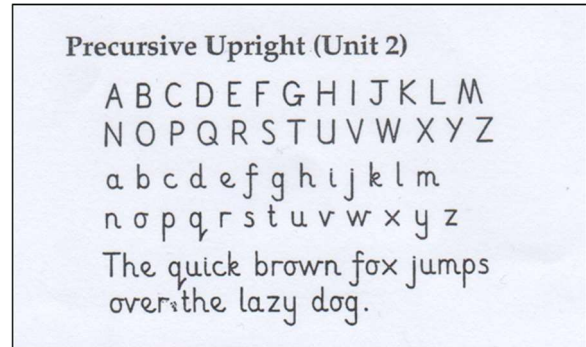 Precursive Upright (Unit 2)
A B C D E F G H I J K L M
N O P Q R S T U V W X Y Z
a b c d e f g h i j k l m
n o p q r s t u v w x y z
The quick brown fox jumps
over the lazy dog.